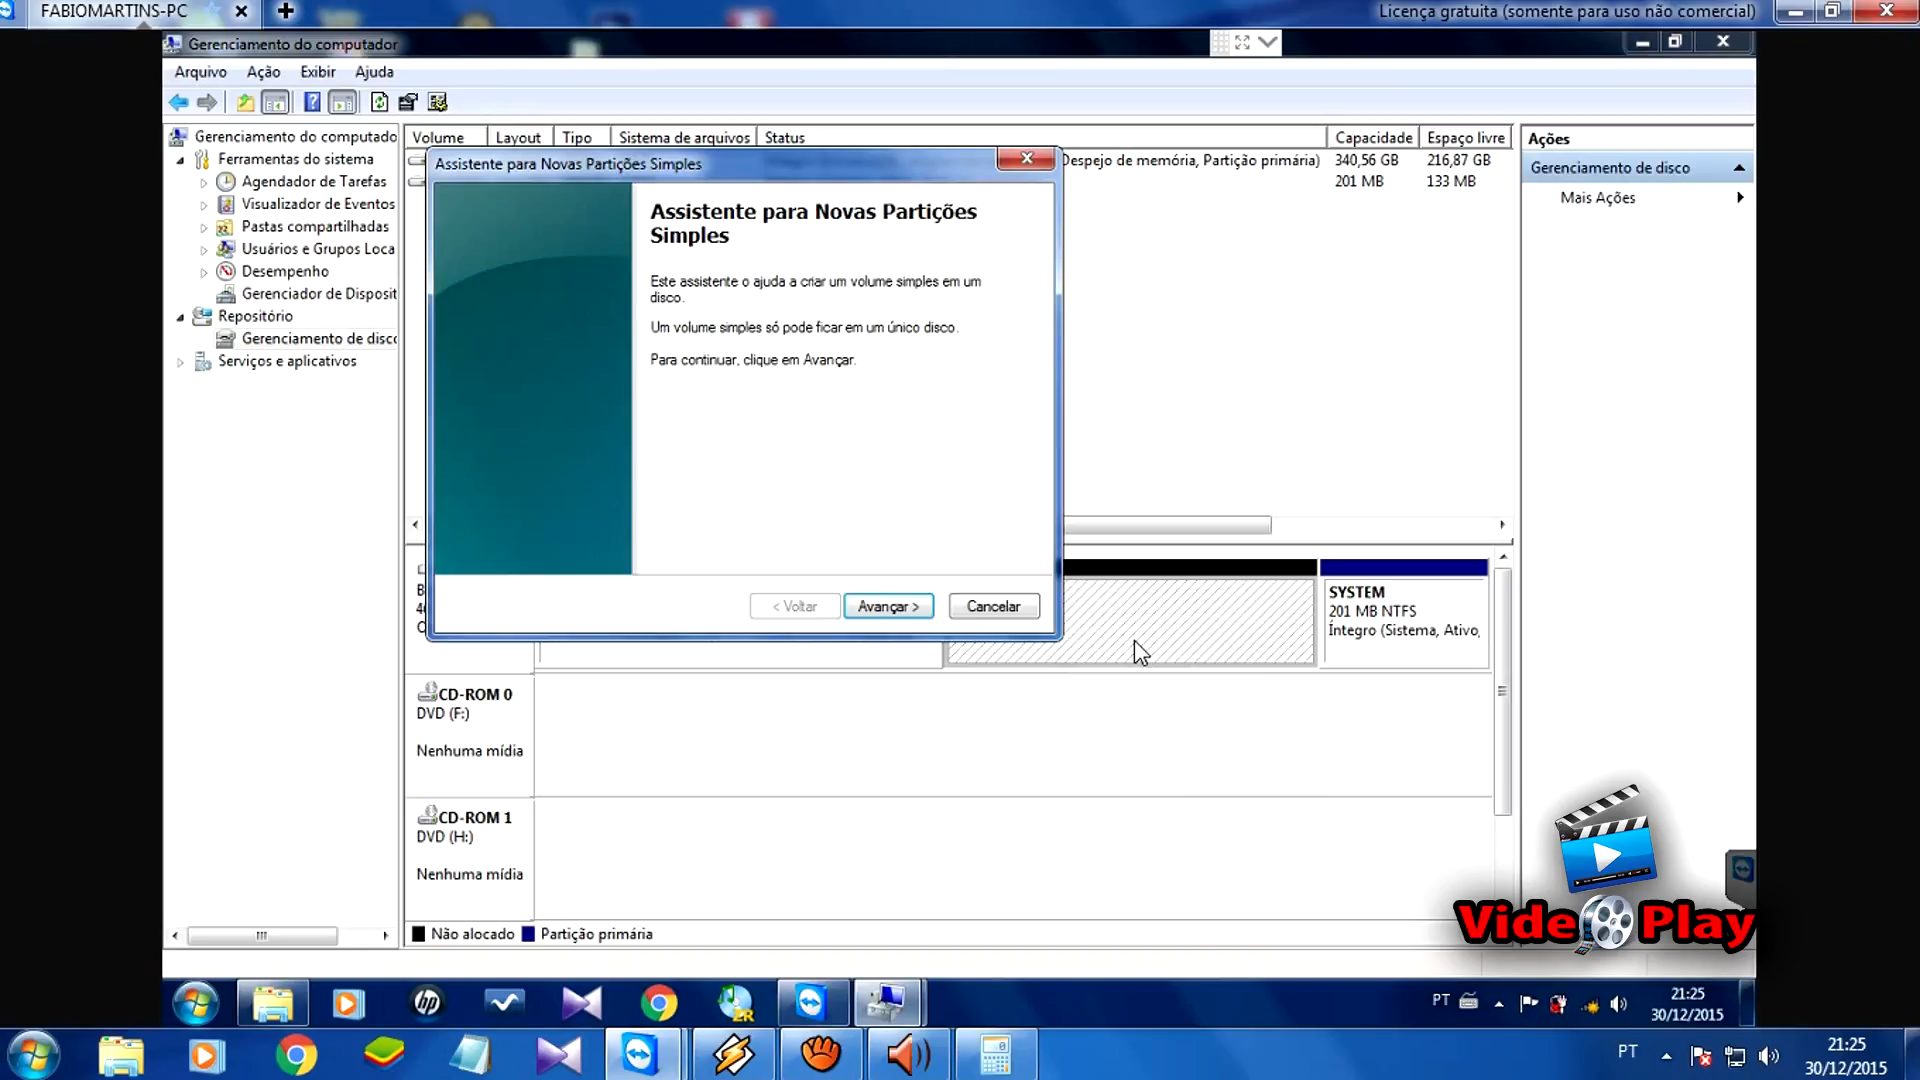 FABIOMARTINS-PC
Licença gratuita (somente para uso não comercial)
Gerenciamento do computador
Arquivo Ação Exibir Ajuda
Gerenciamento do computado
Ferramentas do sistema
Agendador de Tarefas
Visualizador de Eventos
Pastas compartilhadas
Usuários e Grupos Loca
Desempenho
Gerenciador de Disposit
Repositório
Gerenciamento de disco
Serviços e aplicativos
Volume Layout Tipo Sistema de arquivos Status Capacidade Espaço livre
Despejo de memória, Partição primária) 340,56 GB 216,87 GB
201 MB 133 MB
Ações
Gerenciamento de disco
Mais Ações
Assistente para Novas Partições Simples
Assistente para Novas Partições
Simples
Este assistente o ajuda a criar um volume simples em um
disco.
Um volume simples só pode ficar em um único disco.
Para continuar, clique em Avançar.
< Voltar Avançar > Cancelar
SYSTEM
201 MB NTFS
Íntegro (Sistema, Ativo,
CD-ROM 0
DVD (F:)
Nenhuma mídia
CD-ROM 1
DVD (H:)
Nenhuma mídia
Não alocado Partição primária
Vide Play
hp
ZR
PT
21:25
30/12/2015
PT
21:25
30/12/2015